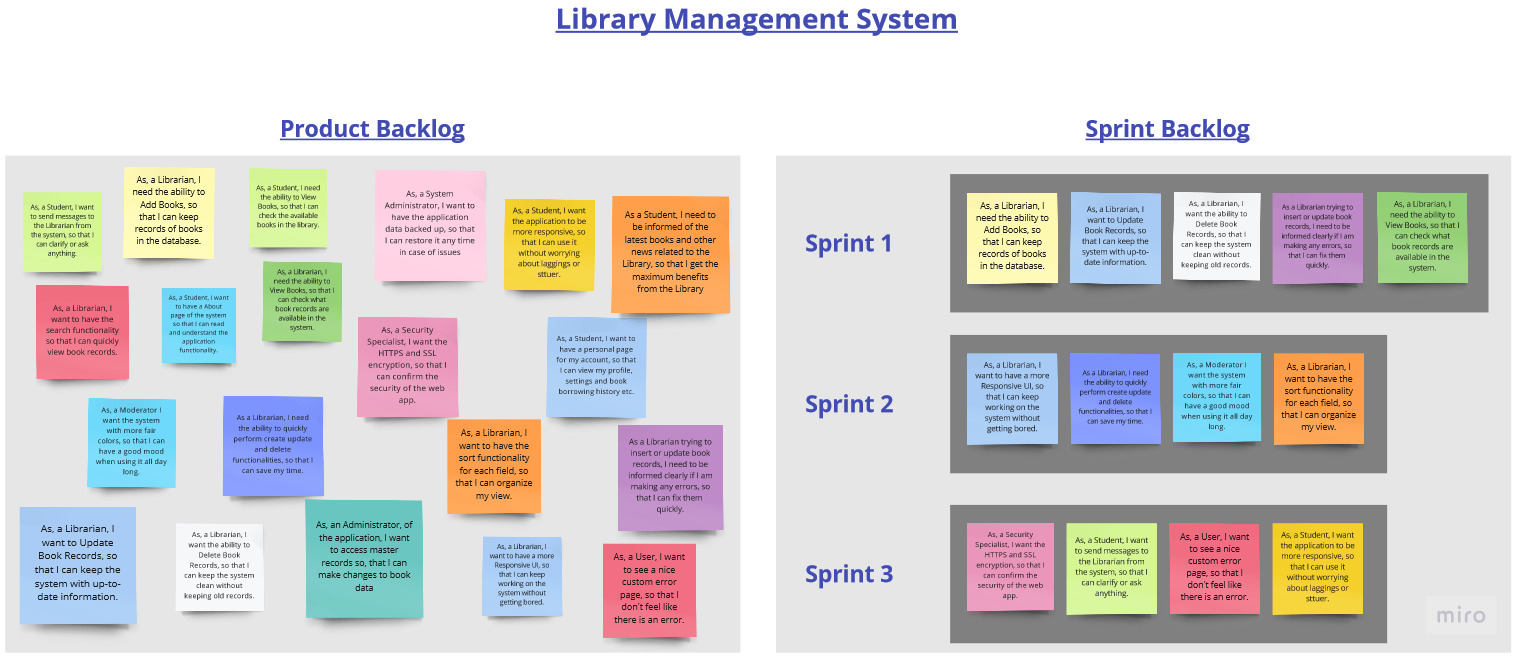 Library Management System
Product Backlog
As, a Student, I want
to send messages to
the Librarian from
the system, so that I
can clarify or ask
anything.
As, a Librarian, I
need the ability to
Add Books, so
that I can keep
records of books
in the database.
As, a Student, I need
the ability to View
Books, so that I can
check the available
books in the library.
As, a System
Administrator, I want to
have the application
data backed up, so that
I can restore it any time
in case of issues
As, a Student, I want
the application to be
more responsive, so
that I can use it
without worrying
about laggings or
sttuer.
As a Student, I need to
be informed of the
latest books and other
news related to the
Library, so that I get the
maximum benefits
from the Library
As, a Librarian, I
want to have the
search functionality
so that I can quickly
view book records.
As, a Student, I want
to have a About
page of the system
so that I can read
and understand the
application
functionality.
As, a Librarian, I
need the ability to
View Books, so that I
can check what
book records are
available in the
system.
As, a Security
Specialist, I want the
HTTPS and SSL
encryption, so that I
can confirm the
security of the web
app.
As, a Student, I want to
have a personal page
for my account, so that
I can view my profile,
settings and book
borrowing history etc.
As, a Moderator I
want the system
with more fair
colors, so that I can
have a good mood
when using it all day
long.
As, a Librarian, I need
the ability to quickly
perform create update
and delete
functionalities, so that I
can save my time.
As, a Librarian, I
want to have the
sort functionality
for each field, so
that I can organize
my view.
As a Librarian trying to
insert or update book
records, I need to be
informed clearly if I am
making any errors, so
that I can fix them
quickly.
As, a Librarian, I
want to Update
Book Records, so
that I can keep the
system with up-to-
date information.
As, a Librarian, I
want the ability to
Delete Book
Records, so that I
can keep the system
clean without
keeping old records.
As, an Administrator, of
the application, I want
to access master
records so, that I can
make changes to book
data
As, a Librarian, I
want to have a more
Responsive UI, so
that I can keep
working on the
system without
getting bored.
As, a User, I want
to see a nice
custom error
page, so that I
don't feel like
there is an error.
Sprint Backlog
Sprint 1
As, a Librarian, I
need the ability to
Add Books, so
that I can keep
records of books
in the database.
As, a Librarian, I
want to Update
Book Records, so
that I can keep the
system with up-to-
date information.
As, a Librarian, I
want the ability to
Delete Book
Records, so that I
can keep the system
clean without
keeping old records.
As a Librarian trying to
insert or update book
records, I need to be
informed clearly if I am
making any errors, so
that I can fix them
quickly.
As, a Librarian, I
need the ability to
View Books, so that I
can check what
book records are
available in the
system.
Sprint 2
As, a Librarian, I
want to have a more
Responsive UI, so
that I can keep
working on the
system without
getting bored.
As, a Librarian, I need
the ability to quickly
perform create update
and delete
functionalities, so that I
can save my time.
As, a Moderator I
want the system
with more fair
colors, so that I can
have a good mood
when using it all day
long.
As, a Librarian, I
want to have the
sort functionality
for each field, so
that I can organize
my view.
Sprint 3
As, a Security
Specialist, I want the
HTTPS and SSL
encryption, so that I
can confirm the
security of the web
app.
As, a Student, I want
to send messages to
the Librarian from
the system, so that I
can clarify or ask
anything.
As, a User, I want
to see a nice
custom error
page, so that I
don't feel like
there is an error.
As, a Student, I want
the application to be
more responsive, so
that I can use it
without worrying
about laggings or
sttuer.
miro